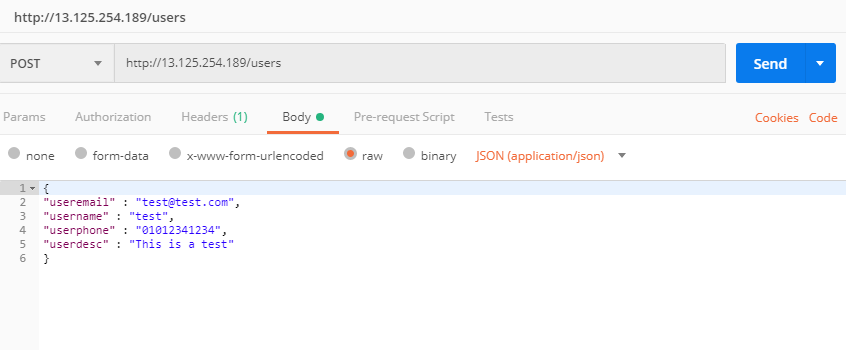 http://13.125.254.189/users
POST http://13.125.254.189/users Send
Params Authorization Headers (1) Body Pre-request Script Tests Cookies Code
none form-data x-www-form-urlencoded raw binary JSON (application/json)
1 {
2 "useremail" : "test@test.com",
3 "username" : "test",
4 "userphone" : "01012341234",
5 "userdesc" : "This is a test"
6 }